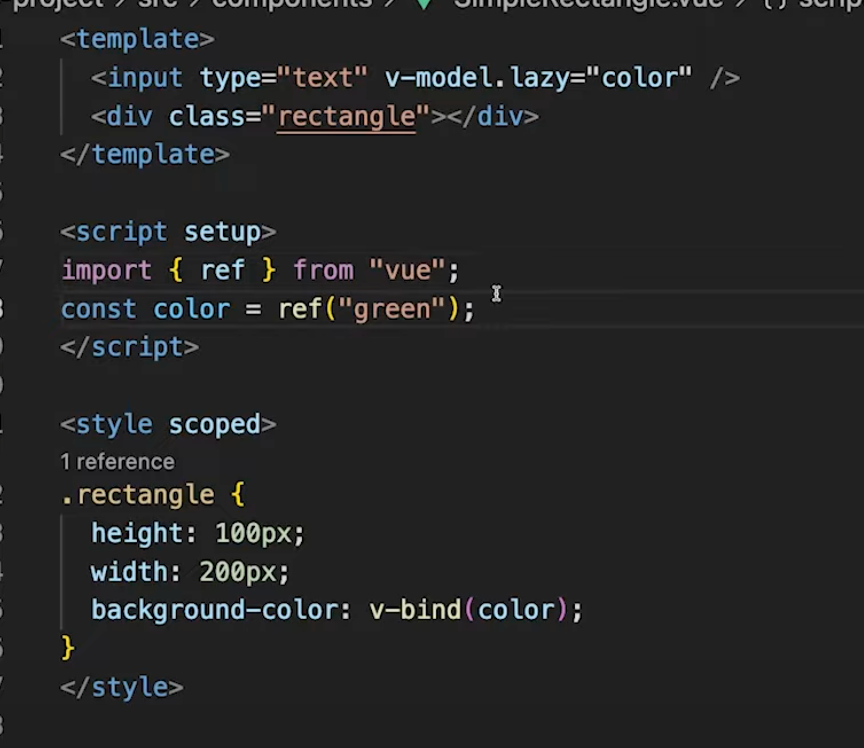 project > src > components > SimpleRectangle.vue > {} scrip
<template>
<input type="text" v-model.lazy="color" />
<div class="rectangle"></div>
</template>
<script setup>
import { ref } from "vue";
const color = ref("green");
</script>
<style scoped>
1 reference
.rectangle {
height: 100px;
width: 200px;
background-color: v-bind(color);
}
</style>